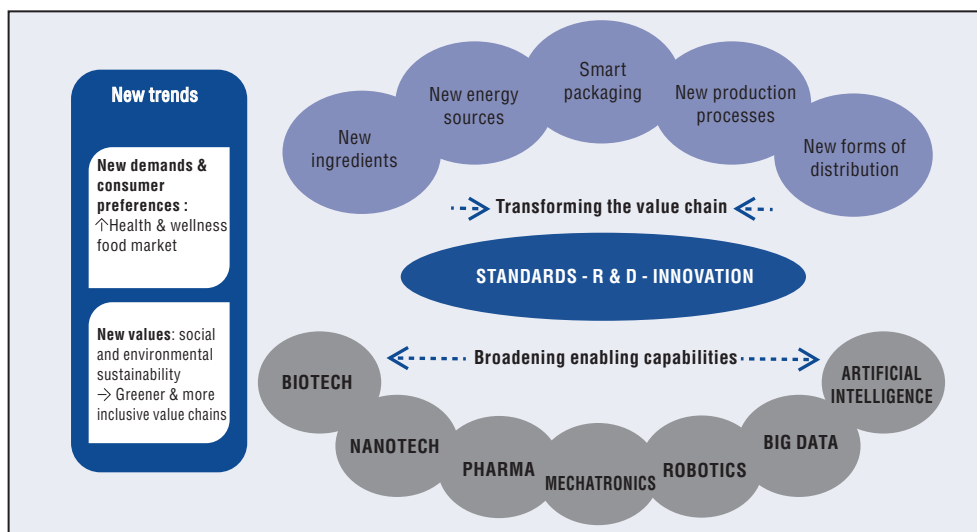 New trends
New demands &
consumer
preferences :
↑Health & wellness
food market
New values: social
and environmental
sustainability
→ Greener & more
inclusive value chains
New
ingredients
New energy
sources
Smart
packaging
New production
processes
New forms of
distribution
Transforming the value chain
STANDARDS - R & D - INNOVATION
Broadening enabling capabilities
BIOTECH
NANOTECH
PHARMA
MECHATRONICS
ROBOTICS
BIG DATA
ARTIFICIAL
INTELLIGENCE